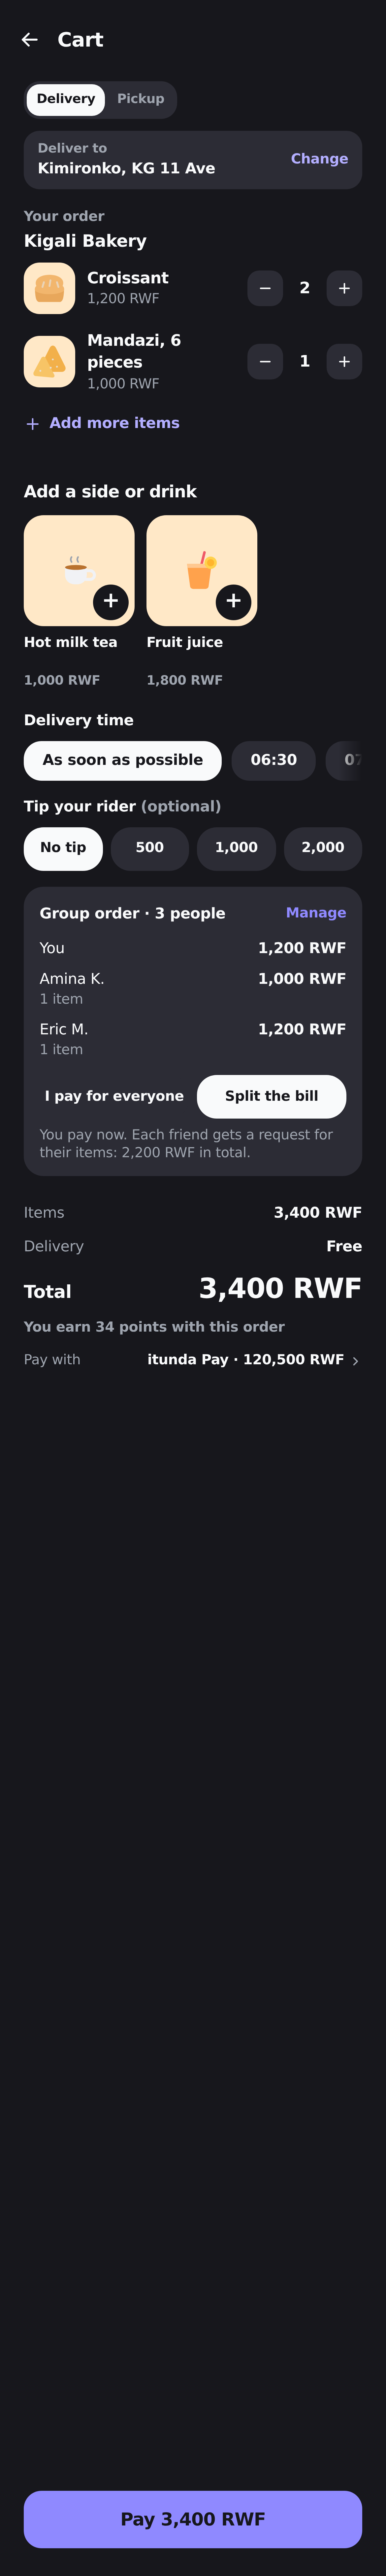 Cart
Delivery
Pickup
Deliver to
Kimironko, KG 11 Ave
Change
Your order
Kigali Bakery
Croissant
1,200 RWF
− 2 +
Mandazi, 6
pieces
1,000 RWF
− 1 +
+ Add more items
Add a side or drink
+
+
Hot milk tea
1,000 RWF
Fruit juice
1,800 RWF
Delivery time
As soon as possible
06:30
07
Tip your rider (optional)
No tip
500
1,000
2,000
Group order · 3 people
Manage
You
1,200 RWF
Amina K.
1,000 RWF
1 item
Eric M.
1,200 RWF
1 item
I pay for everyone
Split the bill
You pay now. Each friend gets a request for
their items: 2,200 RWF in total.
Items
3,400 RWF
Delivery
Free
Total
3,400 RWF
You earn 34 points with this order
Pay with
itunda Pay · 120,500 RWF
Pay 3,400 RWF